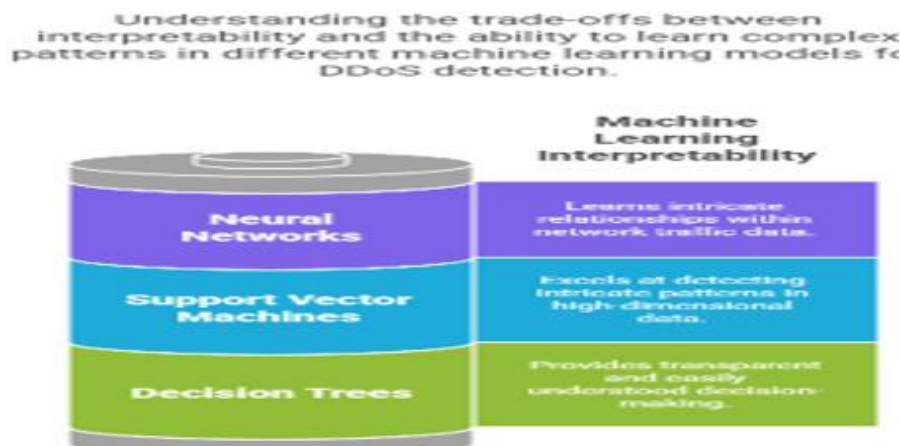 Understanding the trade-offs between
interpretability and the ability to learn complex
patterns in different machine learning models fo
DDoS detection.
Machine
Learning
Interpretability
Neural
Networks
Learns intricate
relationships within
network traffic data.
Support Vector
Machines
Excels at detecting
intricate patterns in
high-dimensional
data.
Decision Trees
Provides transparent
and easily
understood decision-
making.